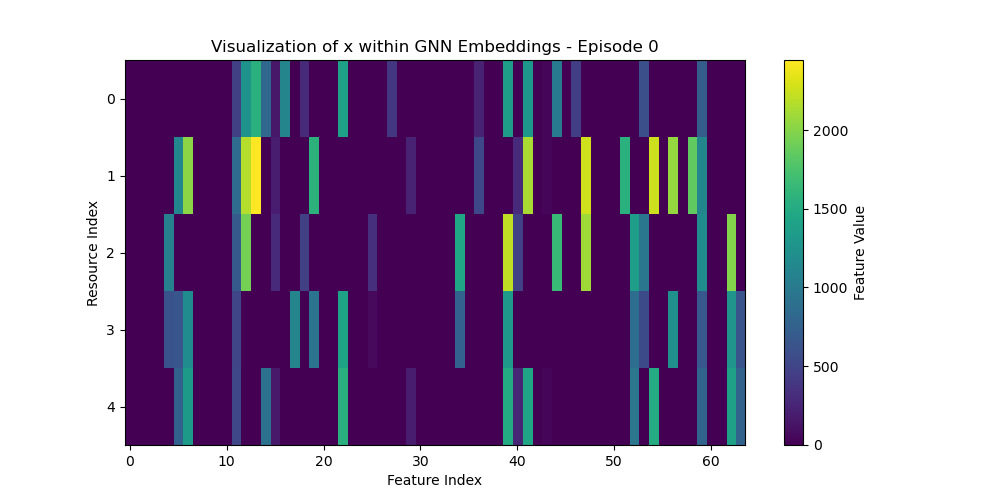 Visualization of x within GNN Embeddings - Episode 0
Resource Index
0
1
2
3
4
0 10 20 30 40 50 60
Feature Index
2000
1500
1000
500
0
Feature Value